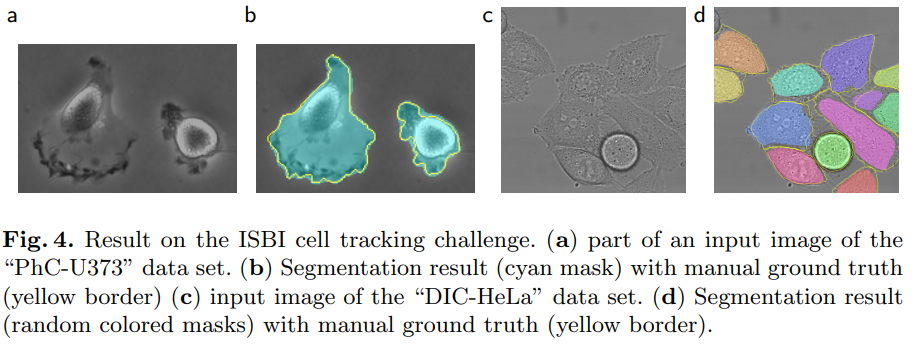 a
b
c
d
Fig. 4. Result on the ISBI cell tracking challenge. (a) part of an input image of the
“PhC-U373” data set. (b) Segmentation result (cyan mask) with manual ground truth
(yellow border) (c) input image of the “DIC-HeLa” data set. (d) Segmentation result
(random colored masks) with manual ground truth (yellow border).